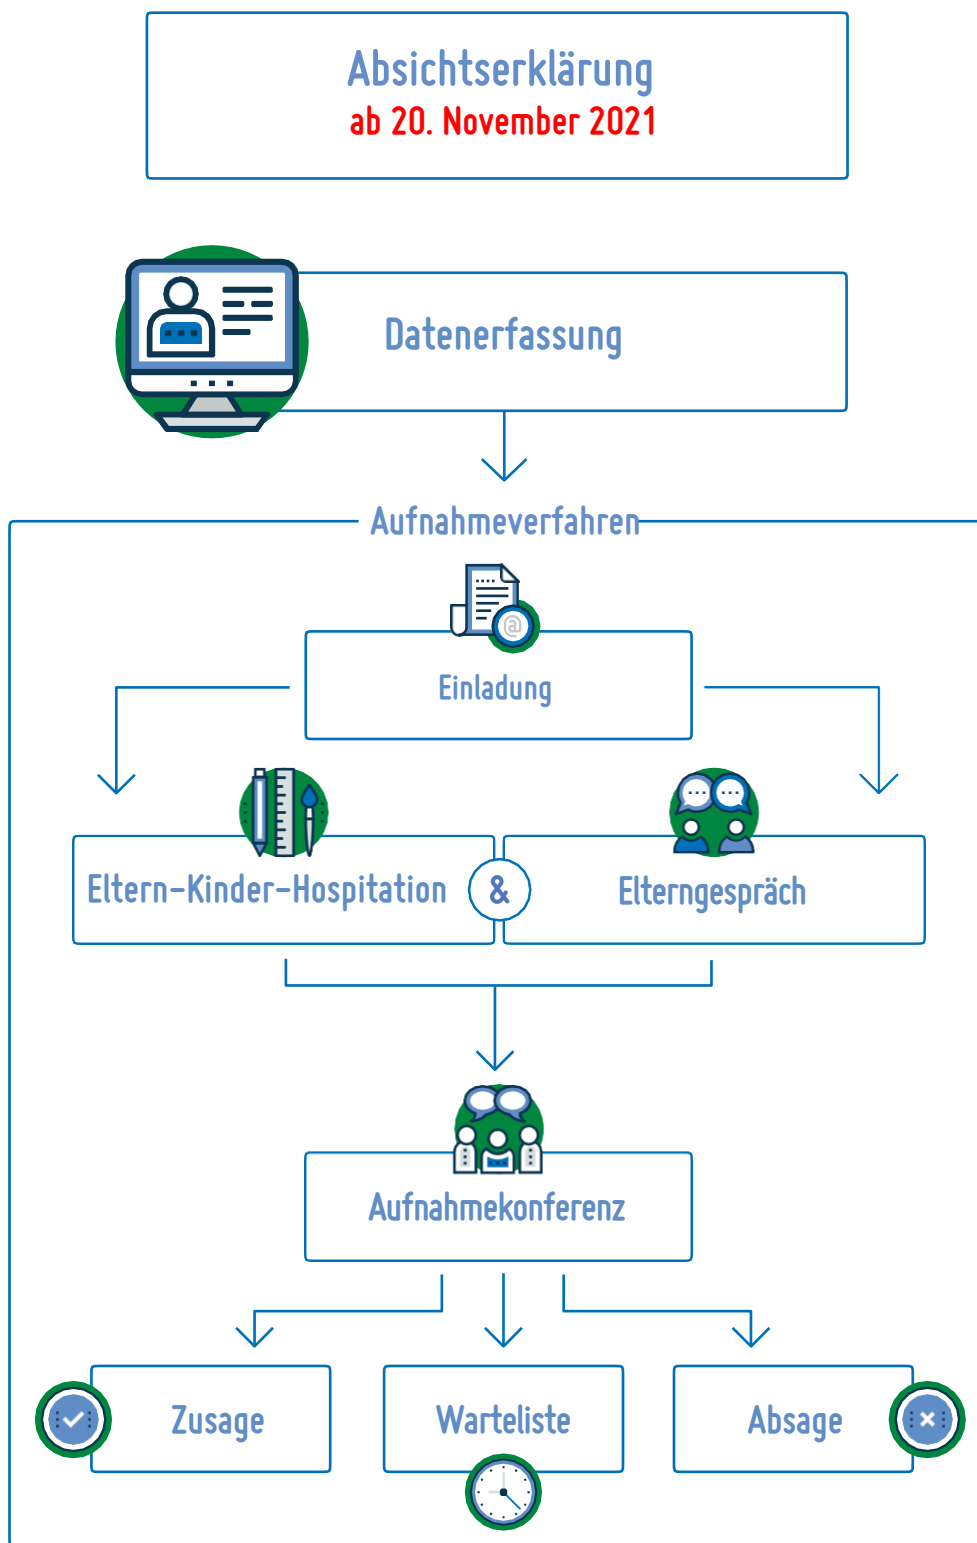 Absichtserklärung
ab 20. November 2021
Datenerfassung
Aufnahmeverfahren
@
Einladung
Eltern-Kinder-Hospitation
&
Elterngespräch
Aufnahmekonferenz
Zusage
Warteliste
Absage